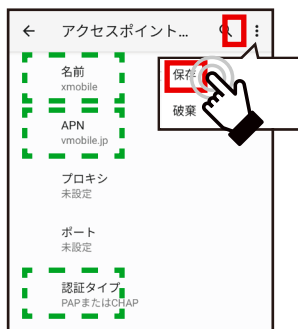 アクセスポイント...
保存
破棄
名前
xmobile
APN
vmobile.jp
プロキシ
未設定
ポート
未設定
認証タイプ
PAPまたはCHAP